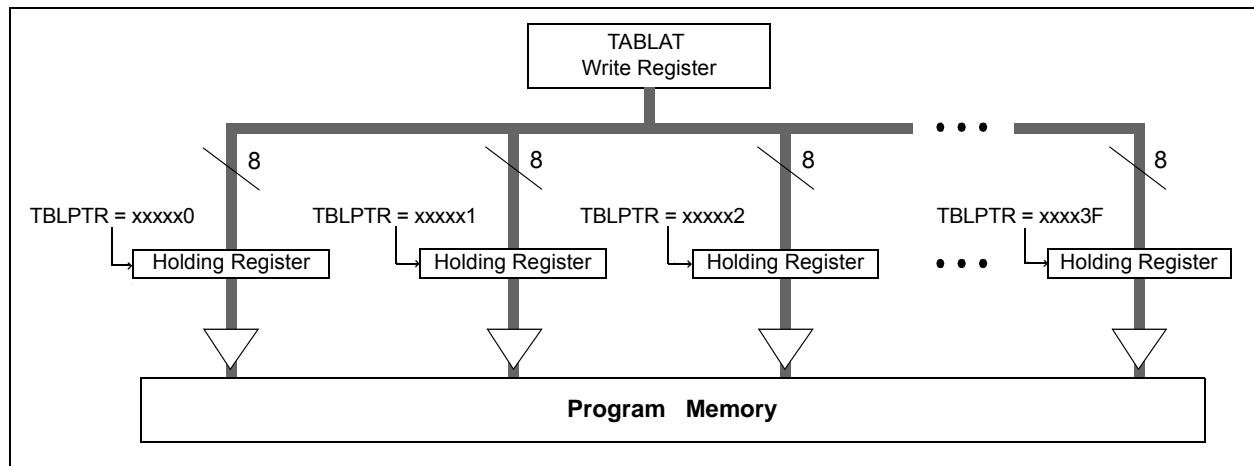 TABLAT
Write Register
8
8
8
8
TBLPTR = xxxxx0
TBLPTR = xxxxx1
TBLPTR = xxxxx2
TBLPTR = xxxx3F
Holding Register
Holding Register
Holding Register
Holding Register
Program Memory